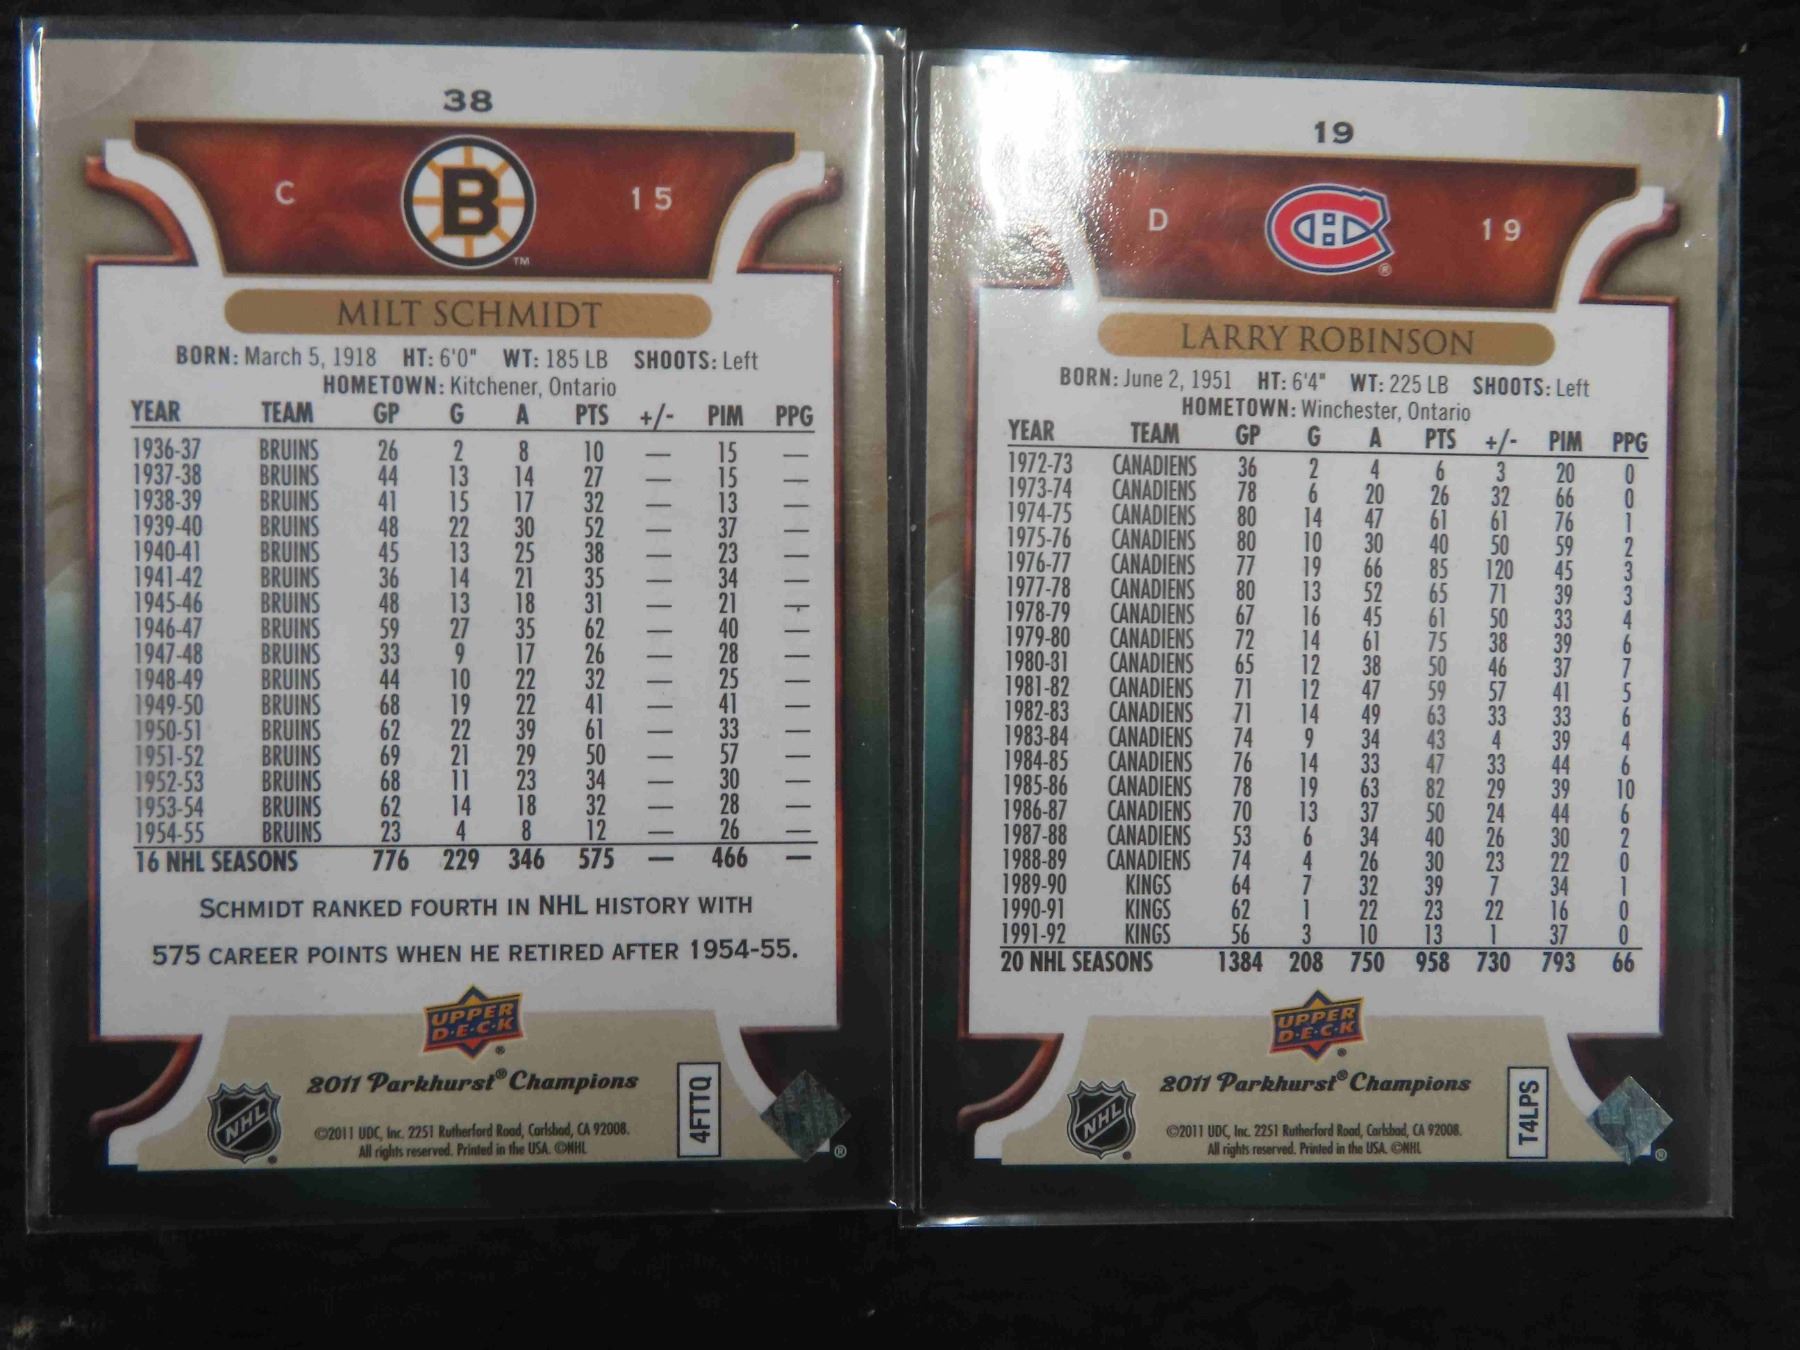 38
C B 15
TM
MILT SCHMIDT
BORN: March 5, 1918 HT: 6'0" WT: 185 LB SHOOTS: Left
HOMETOWN: Kitchener, Ontario
YEAR TEAM GP G A PTS +/- PIM PPG
1936-37 BRUINS 26 2 8 10 — 15 —
1937-38 BRUINS 44 13 14 27 — 15 —
1938-39 BRUINS 41 15 17 32 — 13 —
1939-40 BRUINS 48 22 30 52 — 37 —
1940-41 BRUINS 45 13 25 38 — 23 —
1941-42 BRUINS 36 14 21 35 — 34 —
1945-46 BRUINS 48 13 18 31 — 21 —
1946-47 BRUINS 59 27 35 62 — 40 —
1947-48 BRUINS 33 9 17 26 — 28 —
1948-49 BRUINS 44 10 22 32 — 25 —
1949-50 BRUINS 68 19 22 41 — 41 —
1950-51 BRUINS 62 22 39 61 — 33 —
1951-52 BRUINS 69 21 29 50 — 57 —
1952-53 BRUINS 68 11 23 34 — 30 —
1953-54 BRUINS 62 14 18 32 — 28 —
1954-55 BRUINS 23 4 8 12 — 26 —
16 NHL SEASONS 776 229 346 575 — 466 —
SCHMIDT RANKED FOURTH IN NHL HISTORY WITH
575 CAREER POINTS WHEN HE RETIRED AFTER 1954-55.
UPPER
D·E·C·K
®
2011 Parkhurst® Champions
NHL
©2011 UDC, Inc. 2251 Rutherford Road, Carlsbad, CA 92008.
All rights reserved. Printed in the USA. ©NHL
4FTTQ
®
19
D CH 19
®
LARRY ROBINSON
BORN: June 2, 1951 HT: 6'4" WT: 225 LB SHOOTS: Left
HOMETOWN: Winchester, Ontario
YEAR TEAM GP G A PTS +/- PIM PPG
1972-73 CANADIENS 36 2 4 6 3 20 0
1973-74 CANADIENS 78 6 20 26 32 66 0
1974-75 CANADIENS 80 14 47 61 61 76 1
1975-76 CANADIENS 80 10 30 40 50 59 2
1976-77 CANADIENS 77 19 66 85 120 45 3
1977-78 CANADIENS 80 13 52 65 71 39 3
1978-79 CANADIENS 67 16 45 61 50 33 4
1979-80 CANADIENS 72 14 61 75 38 39 6
1980-81 CANADIENS 65 12 38 50 46 37 7
1981-82 CANADIENS 71 12 47 59 57 41 5
1982-83 CANADIENS 71 14 49 63 33 33 6
1983-84 CANADIENS 74 9 34 43 4 39 4
1984-85 CANADIENS 76 14 33 47 33 44 6
1985-86 CANADIENS 78 19 63 82 29 39 10
1986-87 CANADIENS 70 13 37 50 24 44 6
1987-88 CANADIENS 53 6 34 40 26 30 2
1988-89 CANADIENS 74 4 26 30 23 22 0
1989-90 KINGS 64 7 32 39 7 34 1
1990-91 KINGS 62 1 22 23 22 16 0
1991-92 KINGS 56 3 10 13 1 37 0
20 NHL SEASONS 1384 208 750 958 730 793 66
UPPER
D·E·C·K
®
2011 Parkhurst® Champions
NHL
©2011 UDC, Inc. 2251 Rutherford Road, Carlsbad, CA 92008.
All rights reserved. Printed in the USA. ©NHL
T4LPS
®